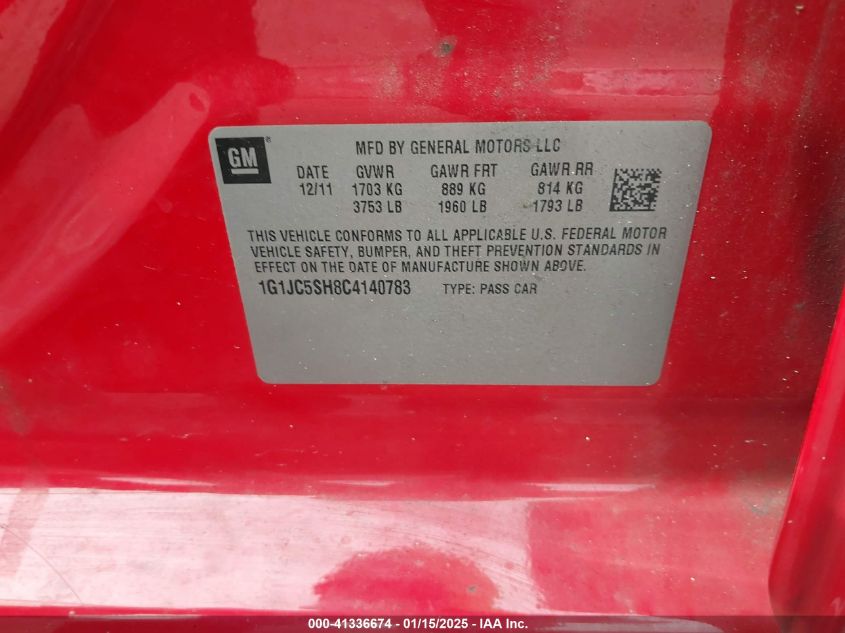 GM ®
MFD BY GENERAL MOTORS LLC
DATE GVWR GAWR FRT GAWR RR
12/11 1703 KG 889 KG 814 KG
3753 LB 1960 LB 1793 LB
THIS VEHICLE CONFORMS TO ALL APPLICABLE U.S. FEDERAL MOTOR
VEHICLE SAFETY, BUMPER, AND THEFT PREVENTION STANDARDS IN
EFFECT ON THE DATE OF MANUFACTURE SHOWN ABOVE.
1G1JC5SH8C4140783 TYPE: PASS CAR
000-41336674 - 01/15/2025 - IAA Inc.